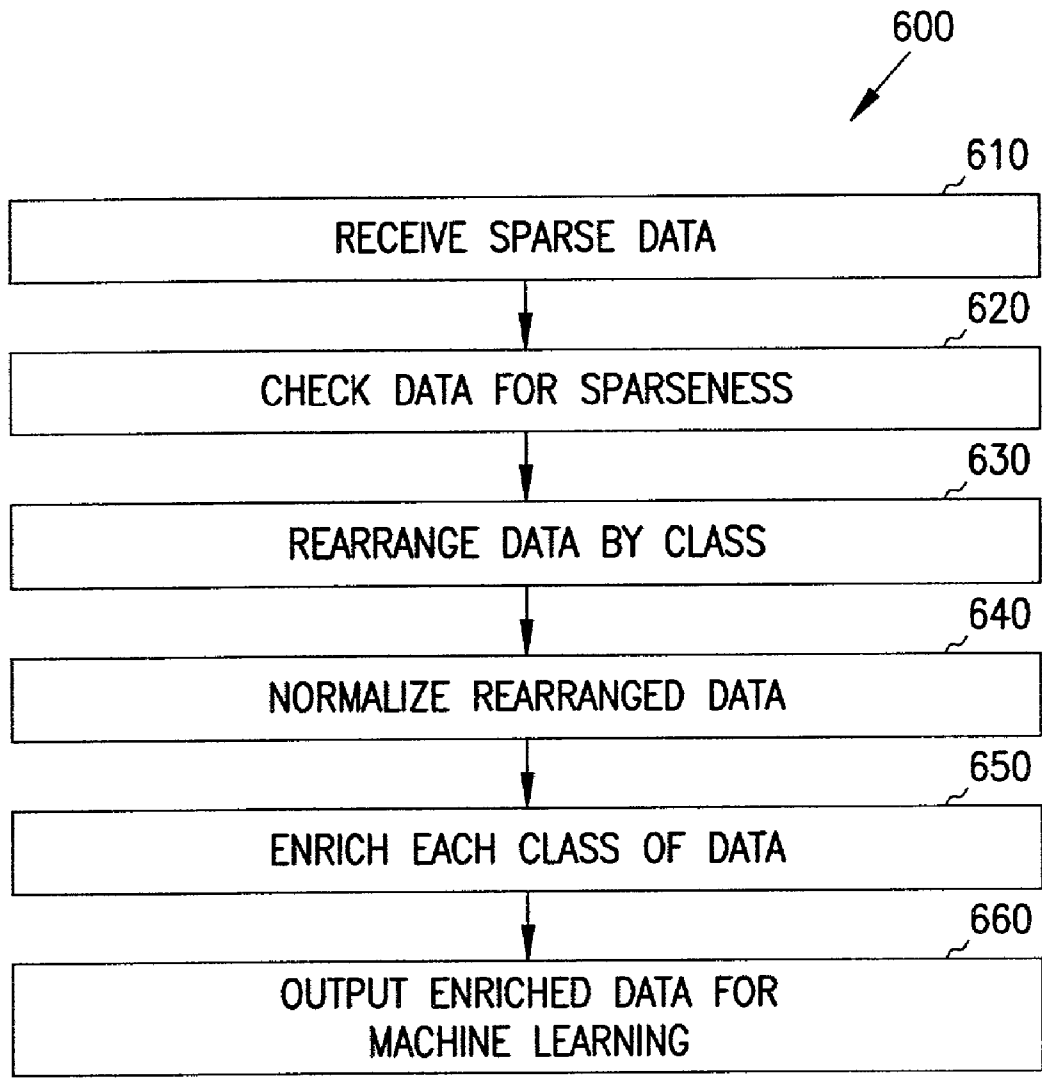 600
610
RECEIVE SPARSE DATA
620
CHECK DATA FOR SPARSENESS
630
REARRANGE DATA BY CLASS
640
NORMALIZE REARRANGED DATA
650
ENRICH EACH CLASS OF DATA
660
OUTPUT ENRICHED DATA FOR
MACHINE LEARNING